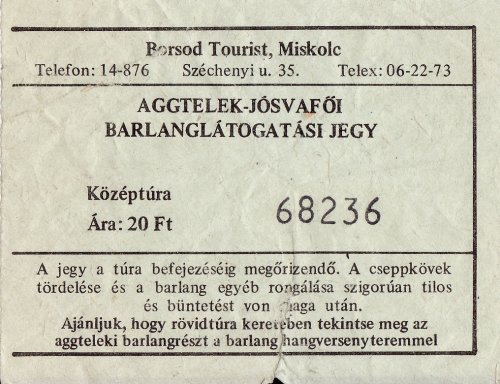 Borsod Tourist, Miskolc
Telefon: 14-876 Széchenyi u. 35. Telex: 06-22-73
AGGTELEK-JÓSVAFŐI
BARLANGLÁTOGATÁSI JEGY
Középtúra
Ára: 20 Ft 68236
A jegy a túra befejezéséig megőrizendő. A cseppkövek
tördelése és a barlang egyéb rongálása szigorúan tilos
és büntetést von maga után.
Ajánljuk, hogy rövidtúra keretében tekintse meg az
aggteleki barlangrészt a barlang hangversenyteremmel